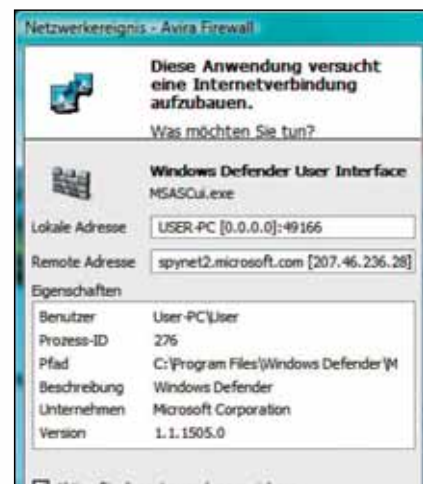 Netzwerkereignis - Avira Firewall
Diese Anwendung versucht
eine Internetverbindung
aufzubauen.
Was möchten Sie tun?
Windows Defender User Interface
MSASCui.exe
Lokale Adresse USER-PC [0.0.0.0]:49166
Remote Adresse spynet2.microsoft.com [207.46.236.28]
Eigenschaften
Benutzer User-PC\User
Prozess-ID 276
Pfad C:\Program Files\Windows Defender\M
Beschreibung Windows Defender
Unternehmen Microsoft Corporation
Version 1.1.1505.0